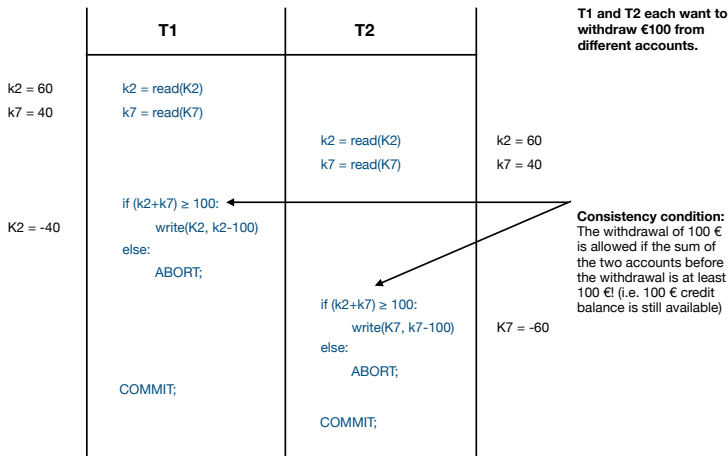 T1
T2
T1 and T2 each want to
withdraw €100 from
different accounts.
k2 = 60
k2 = read(K2)
k7 = 40
k7 = read(K7)
k2 = read(K2)
k2 = 60
k7 = read(K7)
k7 = 40
if (k2+k7) ≥ 100:
K2 = -40
write(K2, k2-100)
else:
ABORT;
Consistency condition:
The withdrawal of 100 €
is allowed if the sum of
the two accounts before
the withdrawal is at least
100 €! (i.e. 100 € credit
balance is still available)
if (k2+k7) ≥ 100:
write(K7, k7-100)
K7 = -60
else:
ABORT;
COMMIT;
COMMIT;